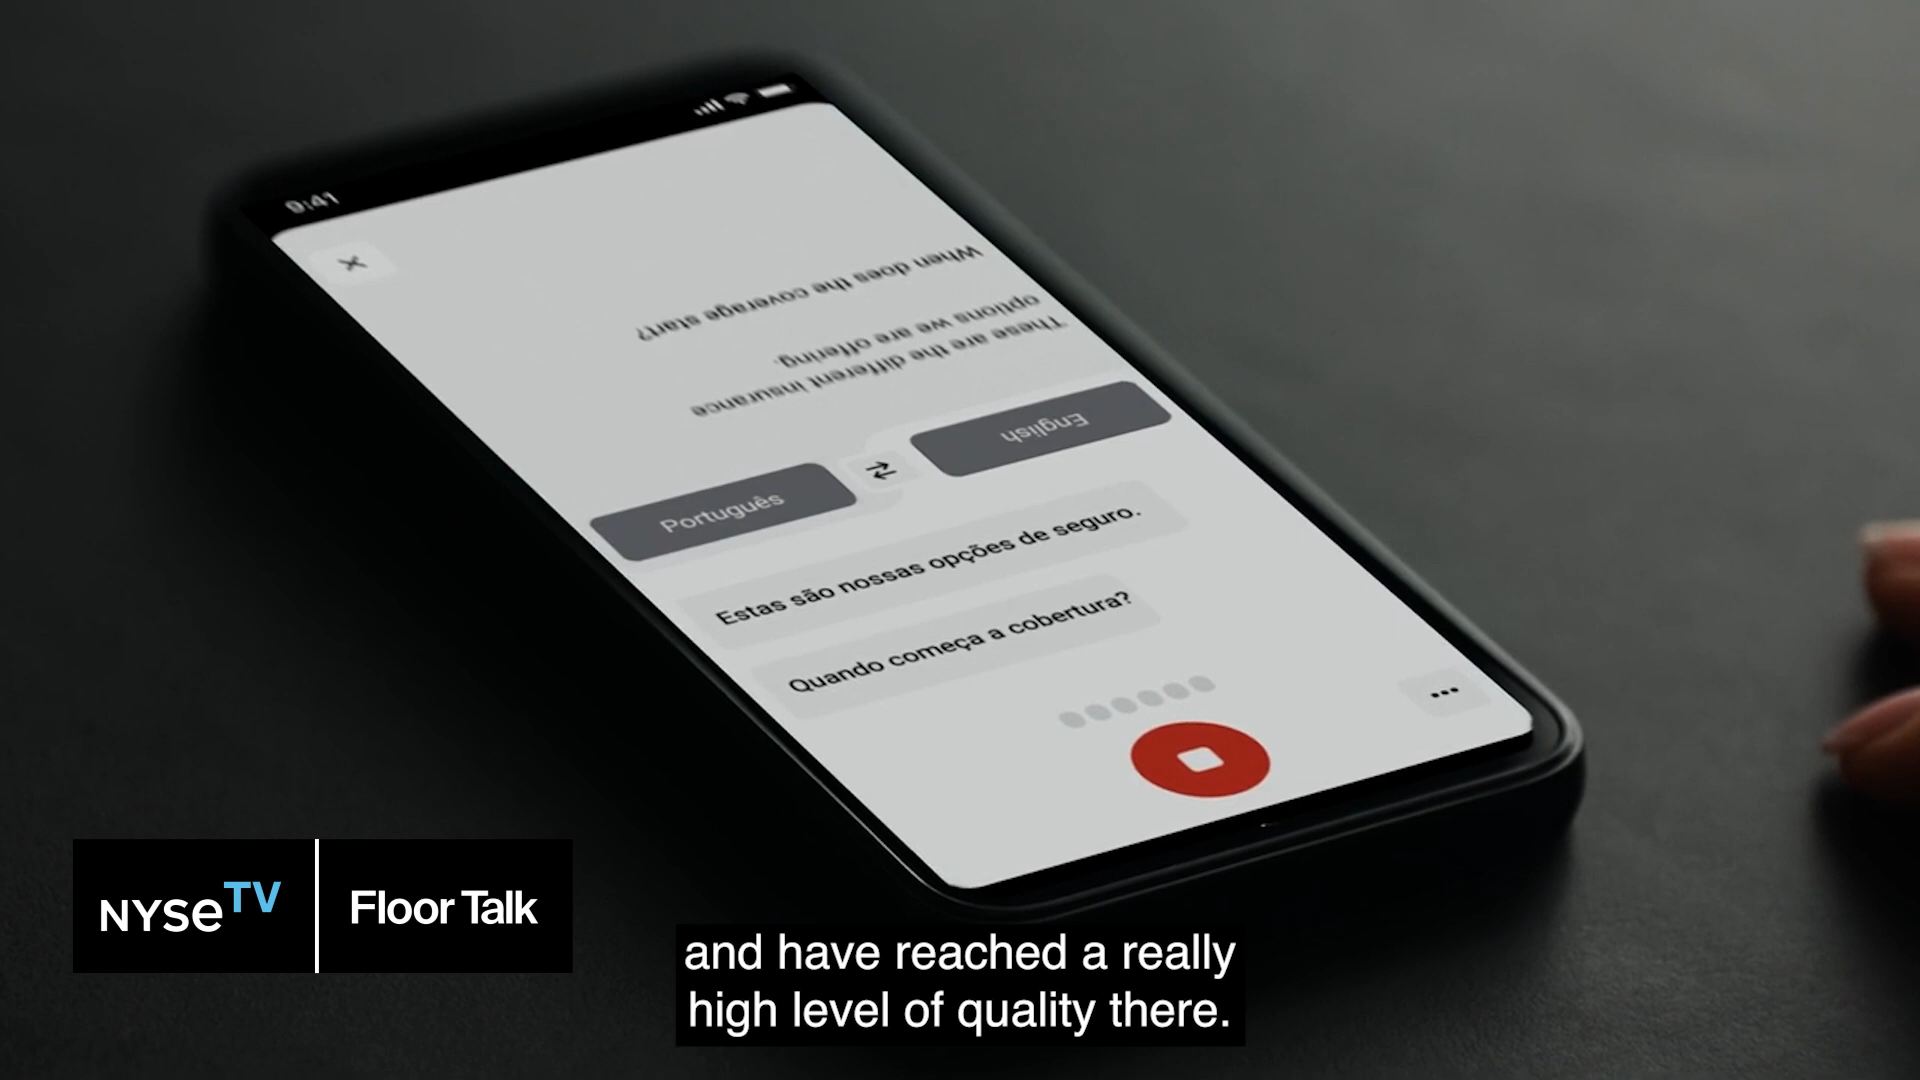 9:41
When does the coverage start?
These are the different insurance
options we are offering.
English
Português
Estas são nossas opções de seguro.
Quando começa a cobertura?
NYSE TV
Floor Talk
and have reached a really
high level of quality there.